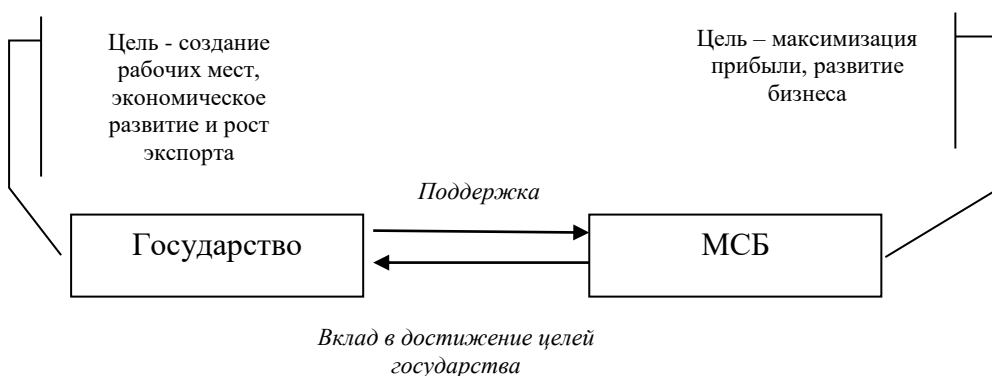 Цель - создание
рабочих мест,
экономическое
развитие и рост
экспорта
Цель – максимизация
прибыли, развитие
бизнеса
Поддержка
Государство
МСБ
Вклад в достижение целей
государства